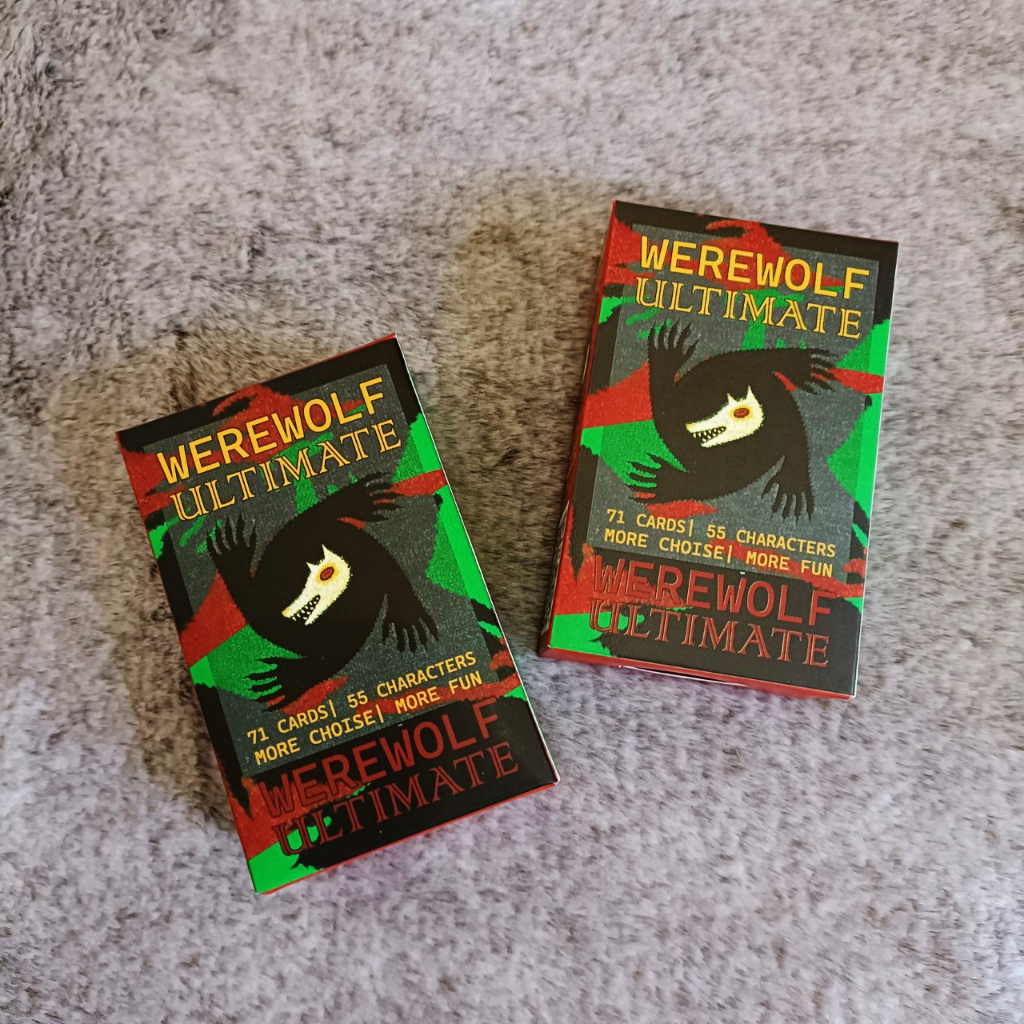 WEREWOLF
ULTIMATE
71 CARDS| 55 CHARACTERS
MORE CHOISE| MORE FUN
WEREWOLF
ULTIMATE
WEREWOLF
ULTIMATE
71 CARDS| 55 CHARACTERS
MORE CHOISE| MORE FUN
WEREWOLF
ULTIMATE